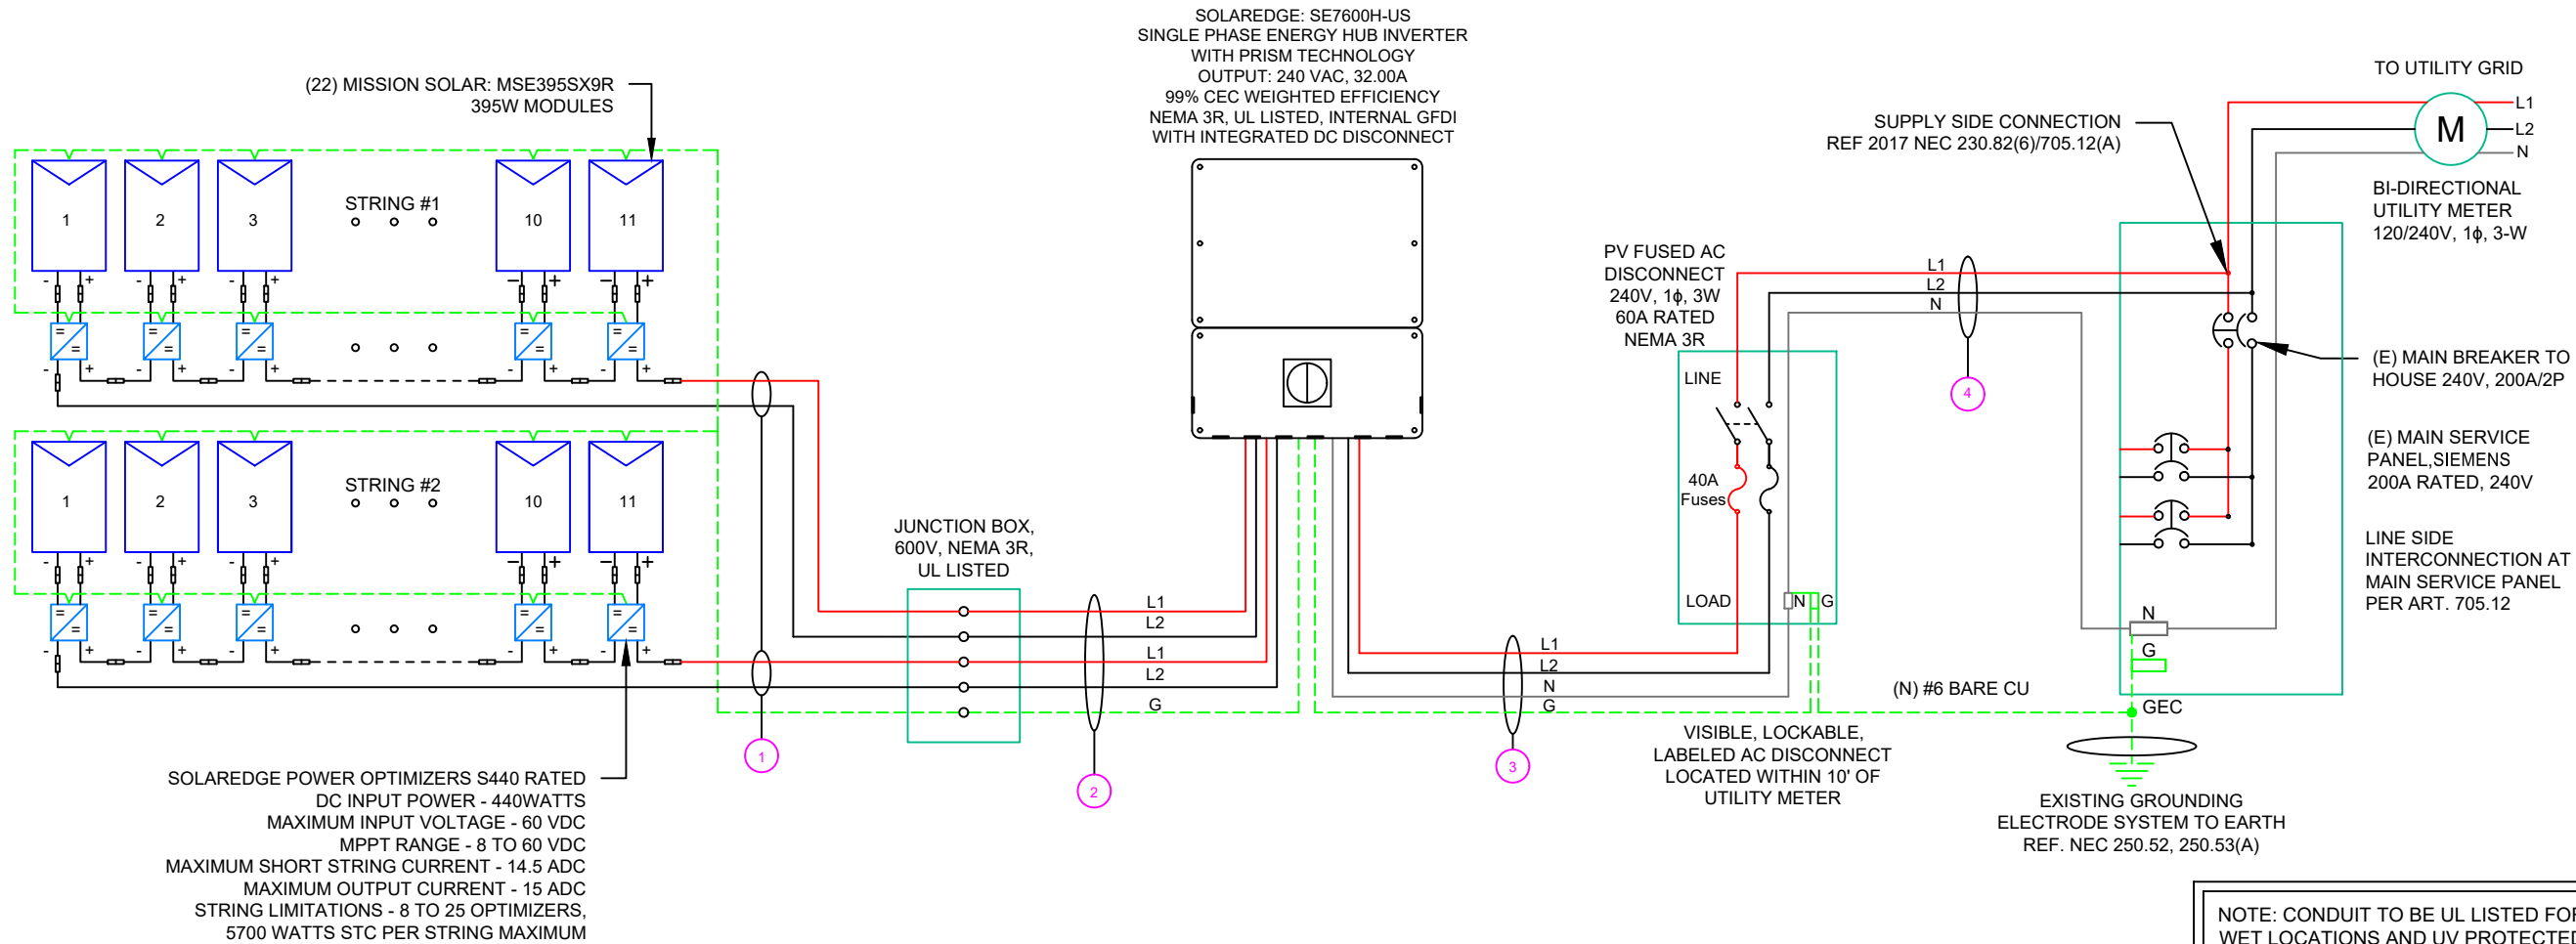 SOLAREDGE: SE7600H-US
SINGLE PHASE ENERGY HUB INVERTER
WITH PRISM TECHNOLOGY
OUTPUT: 240 VAC, 32.00A
99% CEC WEIGHTED EFFICIENCY
NEMA 3R, UL LISTED, INTERNAL GFDI
WITH INTEGRATED DC DISCONNECT
(22) MISSION SOLAR: MSE395SX9R
395W MODULES
1
2
3
STRING #1
10
11
- +
- +
- +
- +
- +
=
=
=
=
=
=
=
=
=
=
- +
- +
- +
- +
- +
1
2
3
STRING #2
10
11
- +
- +
- +
- +
- +
=
=
=
=
=
=
=
=
=
=
- +
- +
- +
- +
- +
SOLAREDGE POWER OPTIMIZERS S440 RATED
DC INPUT POWER - 440WATTS
MAXIMUM INPUT VOLTAGE - 60 VDC
MPPT RANGE - 8 TO 60 VDC
MAXIMUM SHORT STRING CURRENT - 14.5 ADC
MAXIMUM OUTPUT CURRENT - 15 ADC
STRING LIMITATIONS - 8 TO 25 OPTIMIZERS,
5700 WATTS STC PER STRING MAXIMUM
1
JUNCTION BOX,
600V, NEMA 3R,
UL LISTED
L1
L2
L1
L2
G
2
L1
L2
N
G
3
PV FUSED AC
DISCONNECT
240V, 1ϕ, 3W
60A RATED
NEMA 3R
LINE
40A
Fuses
LOAD
N
G
VISIBLE, LOCKABLE,
LABELED AC DISCONNECT
LOCATED WITHIN 10' OF
UTILITY METER
L1
L2
N
4
(N) #6 BARE CU
SUPPLY SIDE CONNECTION
REF 2017 NEC 230.82(6)/705.12(A)
TO UTILITY GRID
M
L1
L2
N
BI-DIRECTIONAL
UTILITY METER
120/240V, 1ϕ, 3-W
(E) MAIN BREAKER TO
HOUSE 240V, 200A/2P
(E) MAIN SERVICE
PANEL,SIEMENS
200A RATED, 240V
LINE SIDE
INTERCONNECTION AT
MAIN SERVICE PANEL
PER ART. 705.12
N
G
GEC
EXISTING GROUNDING
ELECTRODE SYSTEM TO EARTH
REF. NEC 250.52, 250.53(A)
NOTE: CONDUIT TO BE UL LISTED FOR
WET LOCATIONS AND UV PROTECTED